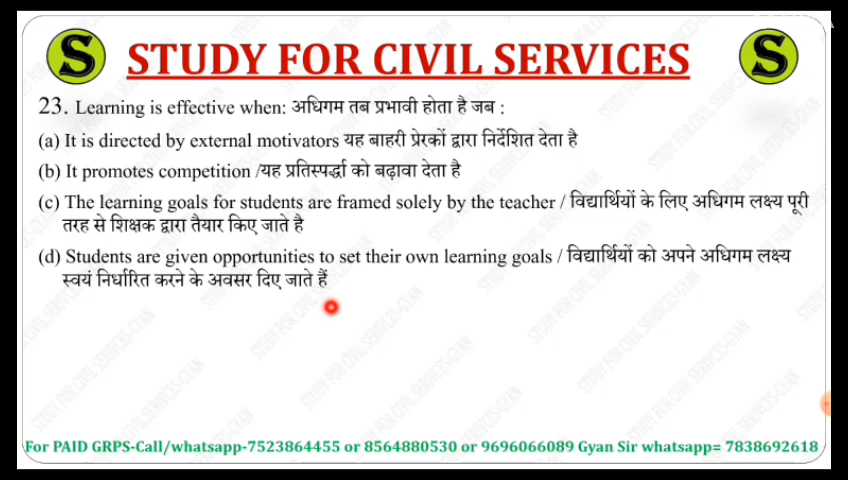 S STUDY FOR CIVIL SERVICES S
23. Learning is effective when: अधिगम तब प्रभावी होता है जब :
(a) It is directed by external motivators यह बाहरी प्रेरकों द्वारा निर्देशित देता है
(b) It promotes competition /यह प्रतिस्पर्द्धा को बढ़ावा देता है
(c) The learning goals for students are framed solely by the teacher / विद्यार्थियों के लिए अधिगम लक्ष्य पूरी
तरह से शिक्षक द्वारा तैयार किए जाते है
(d) Students are given opportunities to set their own learning goals / विद्यार्थियों को अपने अधिगम लक्ष्य
स्वयं निर्धारित करने के अवसर दिए जाते हैं
For PAID GRPS-Call/whatsapp-7523864455 or 8564880530 or 9696066089 Gyan Sir whatsapp= 7838692618